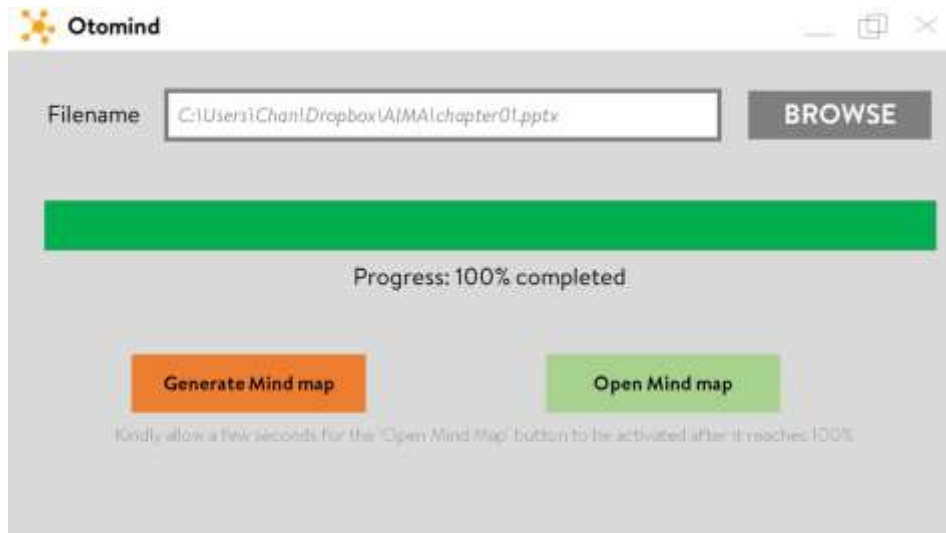 Otomind
Filename C:\Users\Chan\Dropbox\AIMA\chapter01.pptx BROWSE
Progress: 100% completed
Generate Mind map Open Mind map
Kindly allow a few seconds for the 'Open Mind Map' button to be activated after it reaches 100%